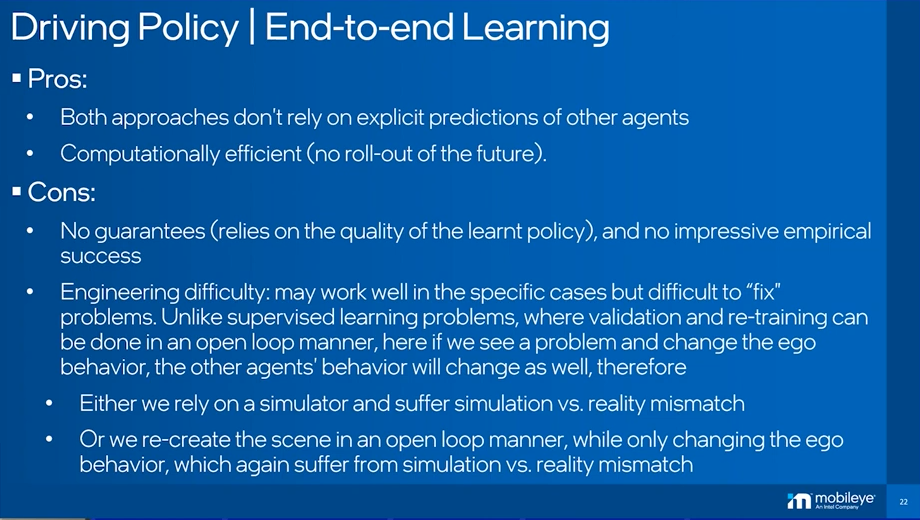 Driving Policy | End-to-end Learning
▪ Pros:
• Both approaches don't rely on explicit predictions of other agents
• Computationally efficient (no roll-out of the future).
▪ Cons:
• No guarantees (relies on the quality of the learnt policy), and no impressive empirical
success
• Engineering difficulty: may work well in the specific cases but difficult to “fix"
problems. Unlike supervised learning problems, where validation and re-training can
be done in an open loop manner, here if we see a problem and change the ego
behavior, the other agents' behavior will change as well, therefore
• Either we rely on a simulator and suffer simulation vs. reality mismatch
• Or we re-create the scene in an open loop manner, while only changing the ego
behavior, which again suffer from simulation vs. reality mismatch
mobileye
An Intel Company
22